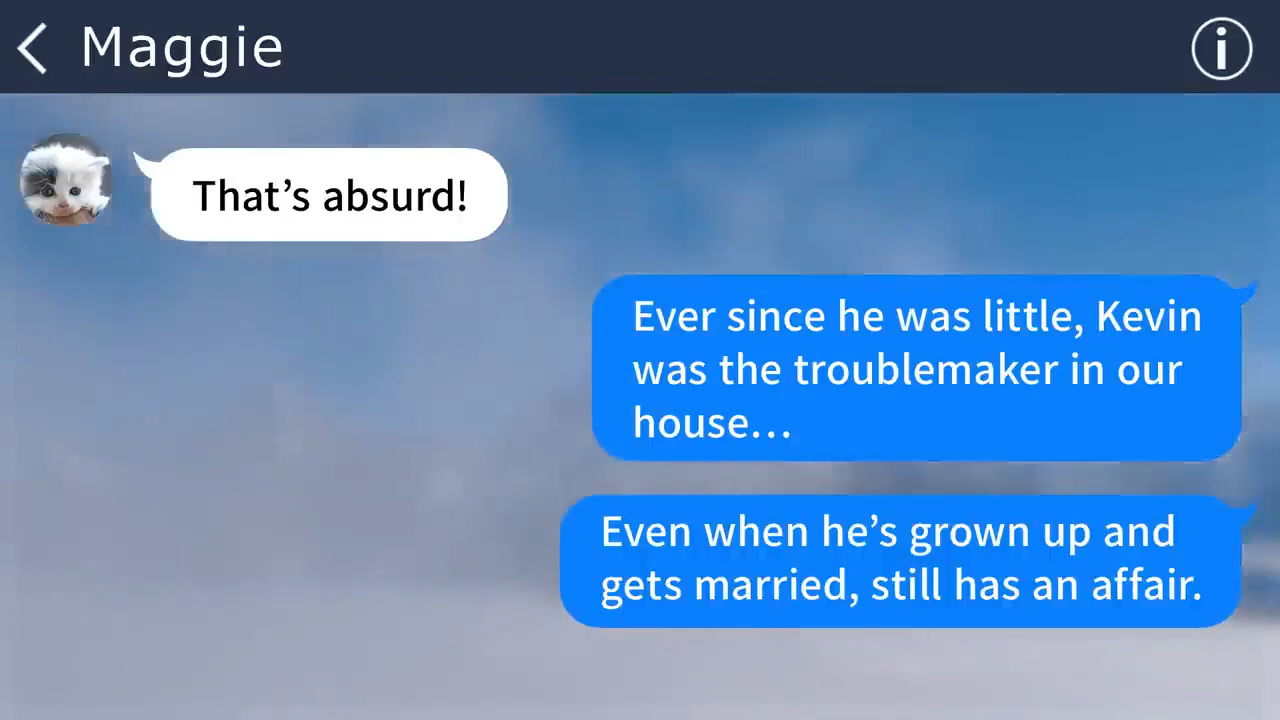 Maggie
That’s absurd!
Ever since he was little, Kevin
was the troublemaker in our
house…
Even when he’s grown up and
gets married, still has an affair.